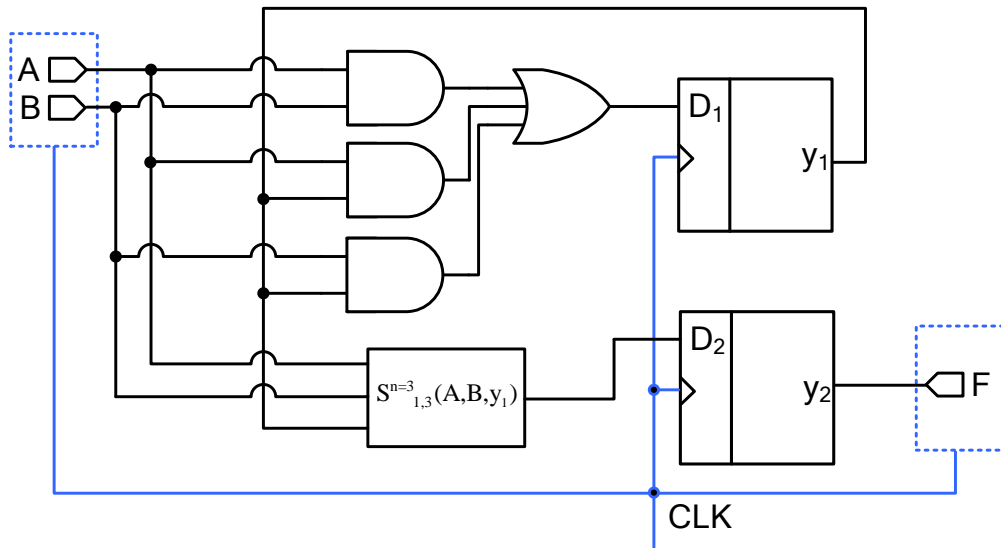 A
B
D₁
y₁
D₂
y₂
Sⁿ⁼³₁,₃(A,B,y₁)
F
CLK